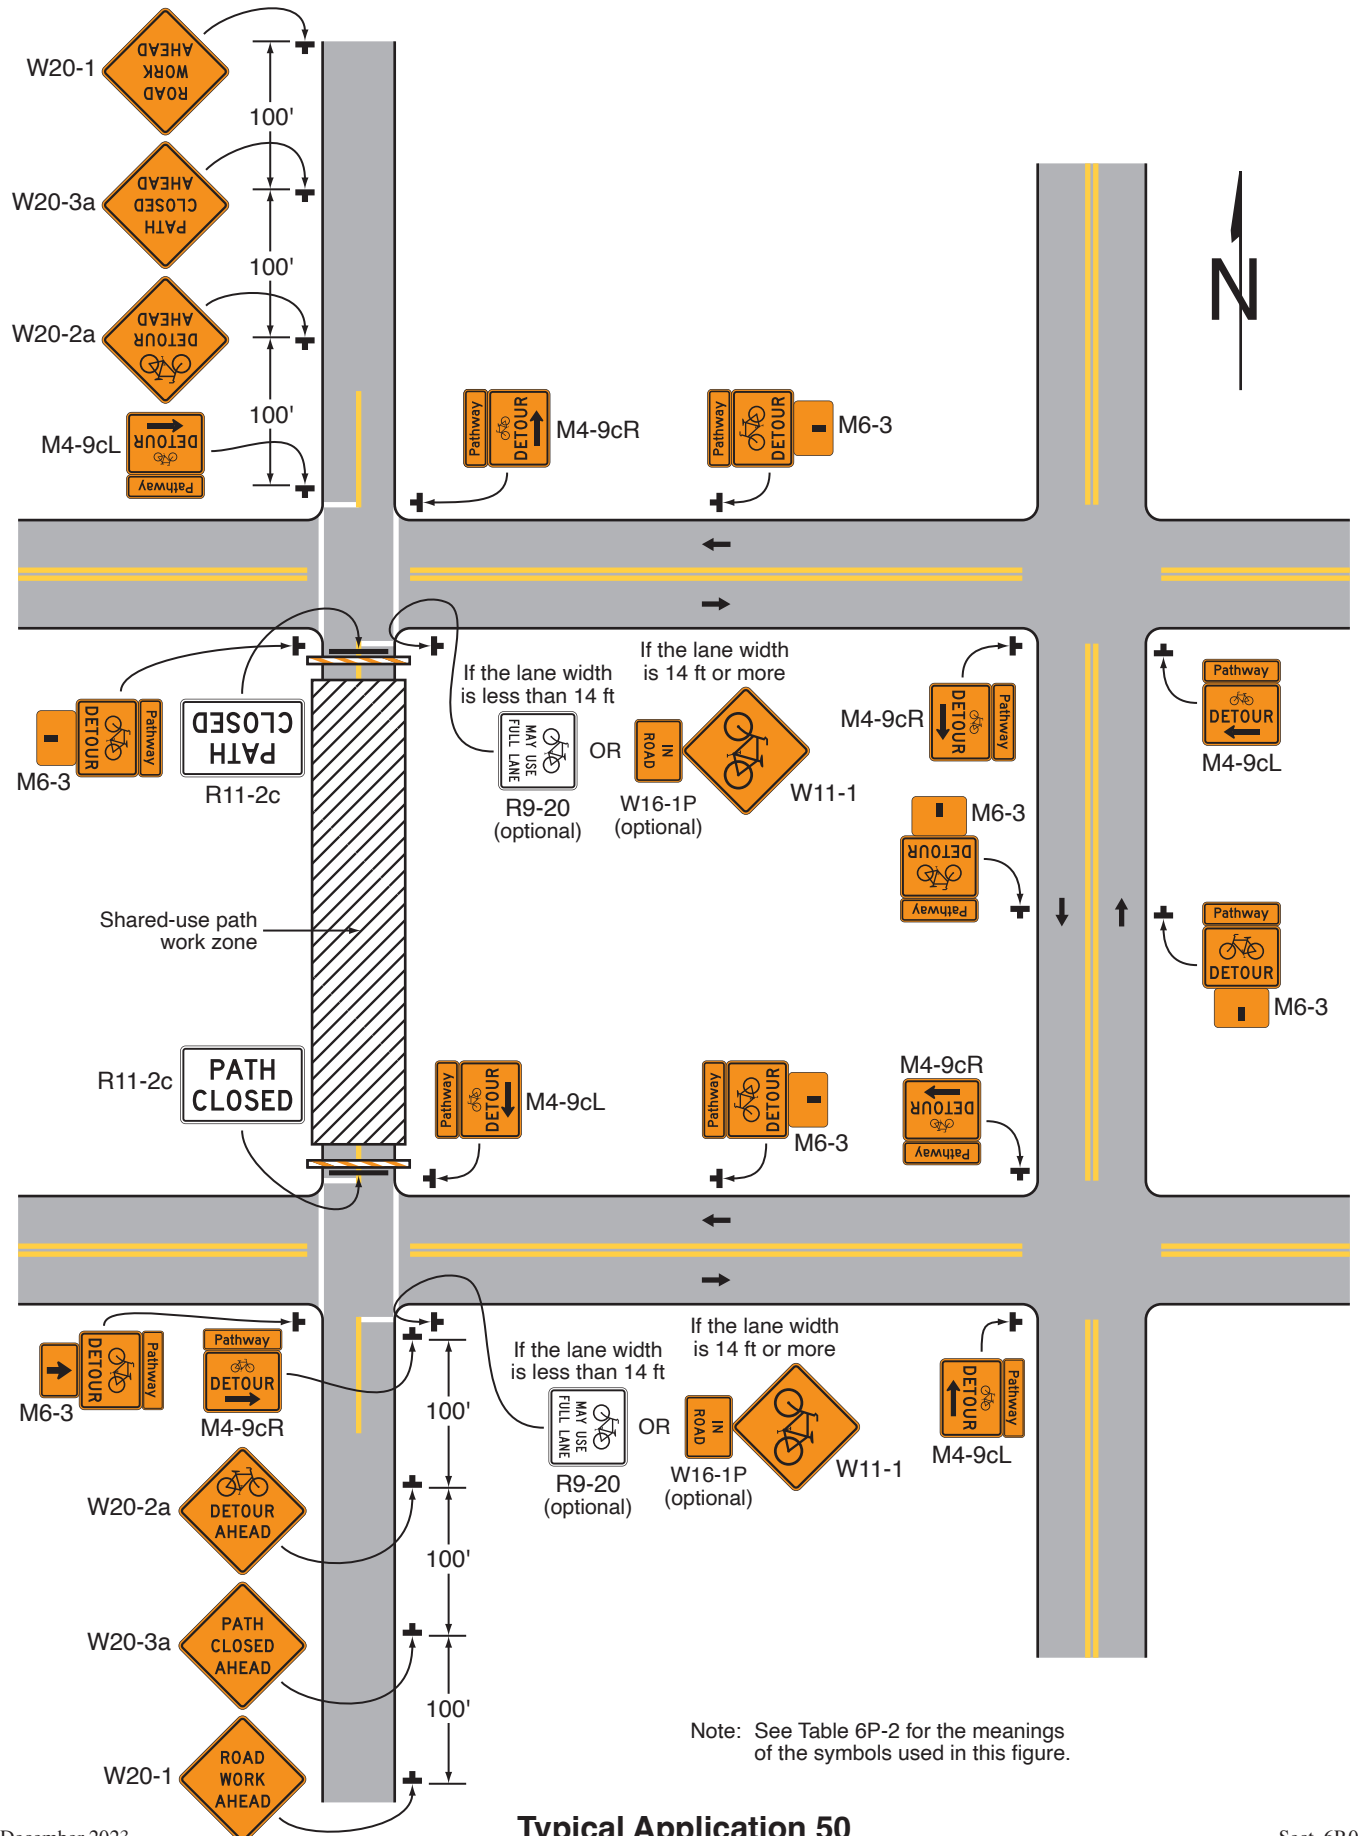 W20-1
ROAD
WORK
AHEAD
100'
W20-3a
PATH
CLOSED
AHEAD
100'
W20-2a
DETOUR
AHEAD
100'
M4-9cL
DETOUR
Pathway
Pathway
DETOUR
M4-9cR
Pathway
DETOUR
M6-3
N
DETOUR
Pathway
M6-3
PATH
CLOSED
R11-2c
If the lane width
is less than 14 ft
MAY USE
FULL LANE
R9-20
(optional)
OR
If the lane width
is 14 ft or more
IN
ROAD
W16-1P
(optional)
W11-1
M4-9cR
DETOUR
Pathway
Pathway
DETOUR
M4-9cL
M6-3
DETOUR
Pathway
Pathway
DETOUR
M6-3
Shared-use path
work zone
R11-2c
PATH
CLOSED
Pathway
DETOUR
M4-9cL
Pathway
DETOUR
M6-3
M4-9cR
DETOUR
Pathway
DETOUR
Pathway
M6-3
Pathway
DETOUR
M4-9cR
If the lane width
is less than 14 ft
MAY USE
FULL LANE
R9-20
(optional)
OR
If the lane width
is 14 ft or more
IN
ROAD
W16-1P
(optional)
W11-1
DETOUR
Pathway
M4-9cL
100'
W20-2a
DETOUR
AHEAD
100'
W20-3a
PATH
CLOSED
AHEAD
100'
W20-1
ROAD
WORK
AHEAD
Note: See Table 6P-2 for the meanings
of the symbols used in this figure.
December 2023
Typical Application 50
Sect. 6P.0